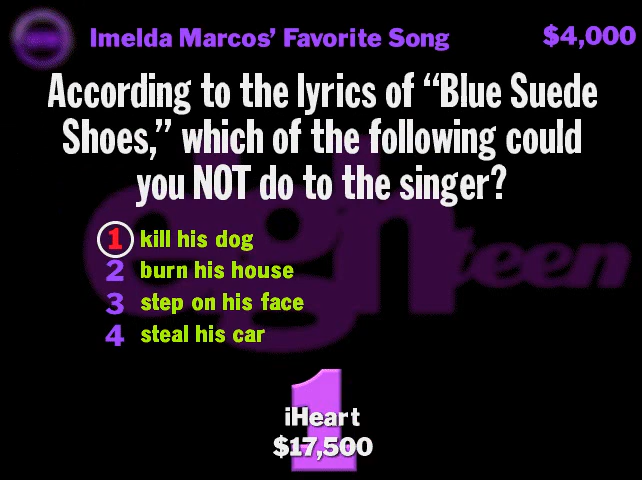 Imelda Marcos' Favorite Song
$4,000
According to the lyrics of "Blue Suede
Shoes," which of the following could
you NOT do to the singer?
1 kill his dog
2 burn his house
3 step on his face
4 steal his car
eighteen
1
iHeart
$17,500